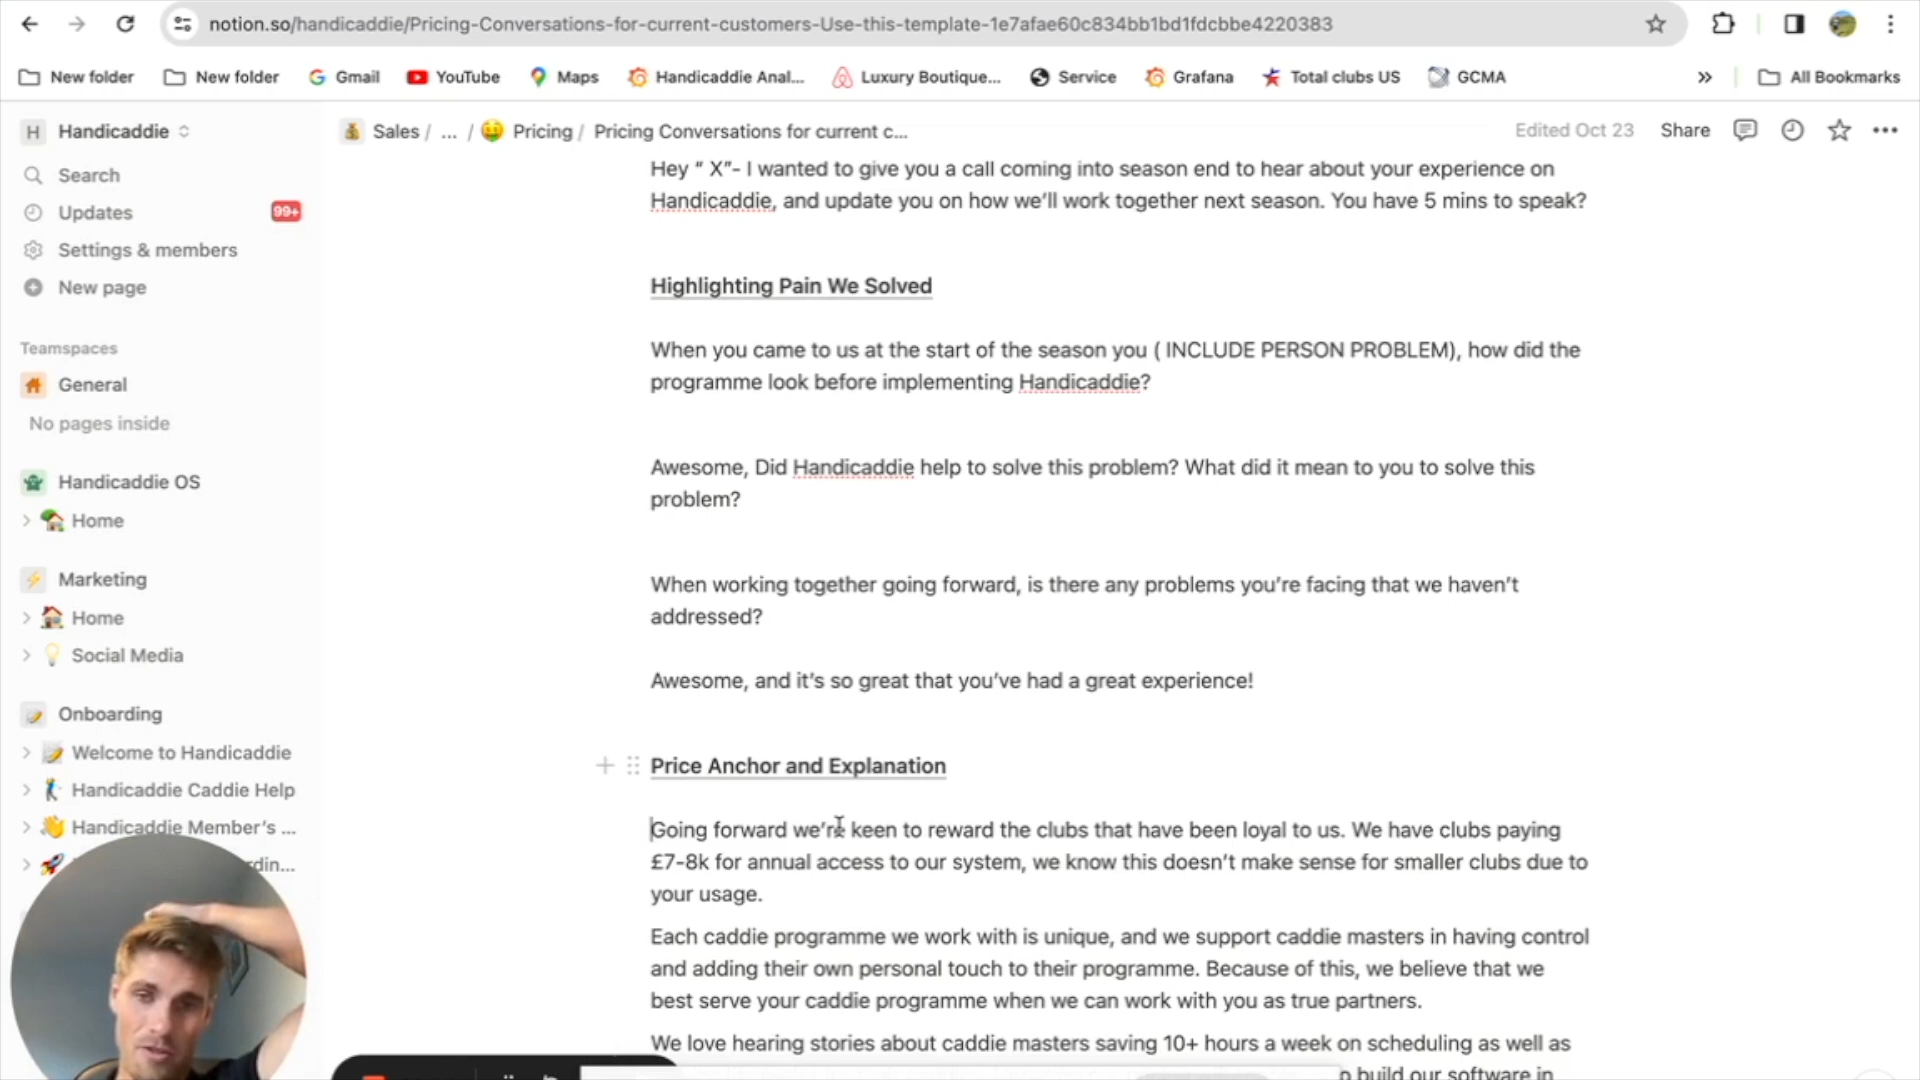 notion.so/handicaddie/Pricing-Conversations-for-current-customers-Use-this-template-1e7afae60c834bb1bd1fdcbbe4220383
New folder New folder Gmail YouTube Maps Handicaddie Anal... Luxury Boutique... Service Grafana Total clubs US GCMA » All Bookmarks
H Handicaddie
Sales / ... / Pricing / Pricing Conversations for current c... Edited Oct 23 Share
Search
Updates 99+
Settings & members
New page
Teamspaces
General
No pages inside
Handicaddie OS
Home
Marketing
Home
Social Media
Onboarding
Welcome to Handicaddie
Handicaddie Caddie Help
Handicaddie Member's ...
din...
Hey “ X”- I wanted to give you a call coming into season end to hear about your experience on
Handicaddie, and update you on how we’ll work together next season. You have 5 mins to speak?
Highlighting Pain We Solved
When you came to us at the start of the season you ( INCLUDE PERSON PROBLEM), how did the
programme look before implementing Handicaddie?
Awesome, Did Handicaddie help to solve this problem? What did it mean to you to solve this
problem?
When working together going forward, is there any problems you’re facing that we haven’t
addressed?
Awesome, and it’s so great that you’ve had a great experience!
Price Anchor and Explanation
Going forward we’re keen to reward the clubs that have been loyal to us. We have clubs paying
£7-8k for annual access to our system, we know this doesn’t make sense for smaller clubs due to
your usage.
Each caddie programme we work with is unique, and we support caddie masters in having control
and adding their own personal touch to their programme. Because of this, we believe that we
best serve your caddie programme when we can work with you as true partners.
We love hearing stories about caddie masters saving 10+ hours a week on scheduling as well as
build our software in